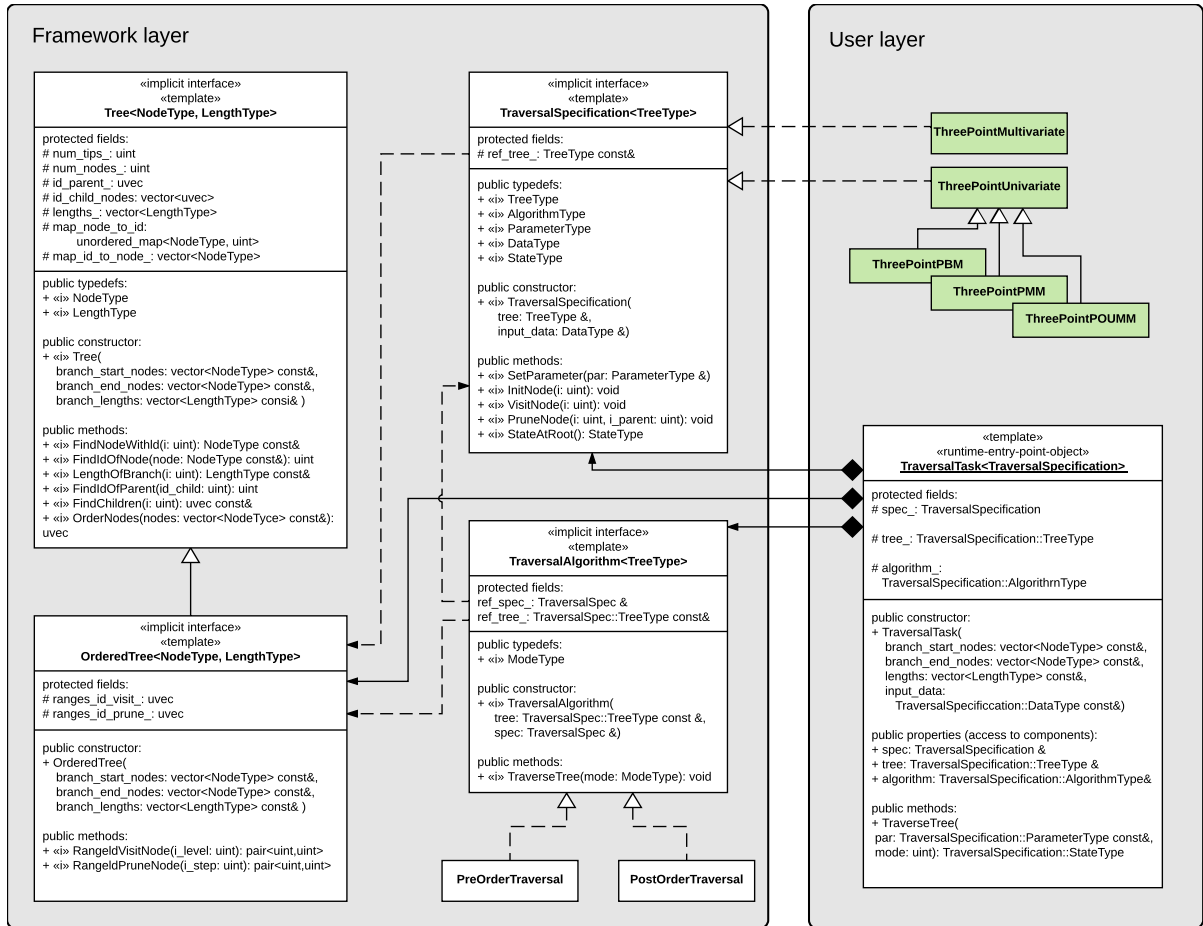 Framework layer
«implicit interface»
«template»
Tree<NodeType, LengthType>
protected fields:
# num_tips_: uint
# num_nodes_: uint
# id_parent_: uvec
# id_child_nodes: vector<uvec>
# lengths_: vector<LengthType>
# map_node_to_id:
unordered_map<NodeType, uint>
# map_id_to_node_: vector<NodeType>
public typedefs:
+ «i» NodeType
+ «i» LengthType
public constructor:
+ «i» Tree(
branch_start_nodes: vector<NodeType> const&,
branch_end_nodes: vector<NodeType> const&,
branch_lengths: vector<LengthType> consi& )
public methods:
+ «i» FindNodeWithld(i: uint): NodeType const&
+ «i» FindIdOfNode(node: NodeType const&): uint
+ «i» LengthOfBranch(i: uint): LengthType const&
+ «i» FindIdOfParent(id_child: uint): uint
+ «i» FindChildren(i: uint): uvec const&
+ «i» OrderNodes(nodes: vector<NodeTyce> const&):
uvec
«implicit interface»
«template»
OrderedTree<NodeType, LengthType>
protected fields:
# ranges_id_visit_: uvec
# ranges_id_prune_: uvec
public constructor:
+ OrderedTree(
branch_start_nodes: vector<NodeType> const&,
branch_end_nodes: vector<NodeType> const&,
branch_lengths: vector<LengthType> const& )
public methods:
+ «i» RangeldVisitNode(i_level: uint): pair<uint,uint>
+ «i» RangeldPruneNode(i_step: uint): pair<uint,uint>
«implicit interface»
«template»
TraversalSpecification<TreeType>
protected fields:
# ref_tree_: TreeType const&
public typedefs:
+ «i» TreeType
+ «i» AlgorithmType
+ «i» ParameterType
+ «i» DataType
+ «i» StateType
public constructor:
+ «i» TraversalSpecification(
tree: TreeType &,
input_data: DataType &)
public methods:
+ «i» SetParameter(par: ParameterType &)
+ «i» InitNode(i: uint): void
+ «i» VisitNode(i: uint): void
+ «i» PruneNode(i: uint, i_parent: uint): void
+ «i» StateAtRoot(): StateType
«implicit interface»
«template»
TraversalAlgorithm<TreeType>
protected fields:
ref_spec_: TraversalSpec &
ref_tree_: TraversalSpec::TreeType const&
public typedefs:
+ «i» ModeType
public constructor:
+ «i» TraversalAlgorithm(
tree: TraversalSpec::TreeType const &,
spec: TraversalSpec &)
public methods:
+ «i» TraverseTree(mode: ModeType): void
PreOrderTraversal
PostOrderTraversal
User layer
ThreePointMultivariate
ThreePointUnivariate
ThreePointPBM
ThreePointPMM
ThreePointPOUMM
«template»
«runtime-entry-point-object»
TraversalTask<TraversalSpecification>
protected fields:
# spec_: TraversalSpecification
# tree_: TraversalSpecification::TreeType
# algorithm_:
TraversalSpecification::AlgorithrnType
public constructor:
+ TraversalTask(
branch_start_nodes: vector<NodeType> const&,
branch_end_nodes: vector<NodeType> const&,
lengths: vector<LengthType> const&,
input_data:
TraversalSpecificcation::DataType const&)
public properties (access to components):
+ spec: TraversalSpecification &
+ tree: TraversalSpecification::TreeType &
+ algorithm: TraversalSpecification::AlgorithmType&
public methods:
+ TraverseTree(
par: TraversalSpecification::ParameterType const&,
mode: uint): TraversalSpecification::StateType